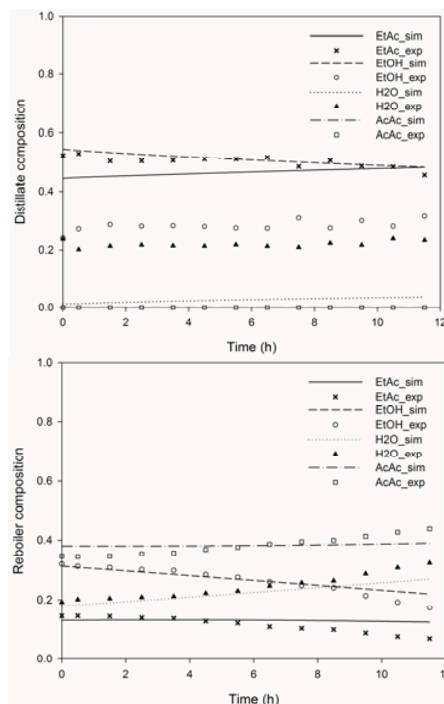 EtAc_sim
EtAc_exp
EtOH_sim
EtOH_exp
H2O_sim
H2O_exp
AcAc_sim
AcAc_exp
1.0
0.8
0.6
0.4
0.2
0.0
Distillate composition
0 2 4 6 8 10 12
Time (h)
EtAc_sim
EtAc_exp
EtOH_sim
EtOH_exp
H2O_sim
H2O_exp
AcAc_sim
AcAc_exp
1.0
0.8
0.6
0.4
0.2
0.0
Reboiler composition
0 2 4 6 8 10 12
Time (h)